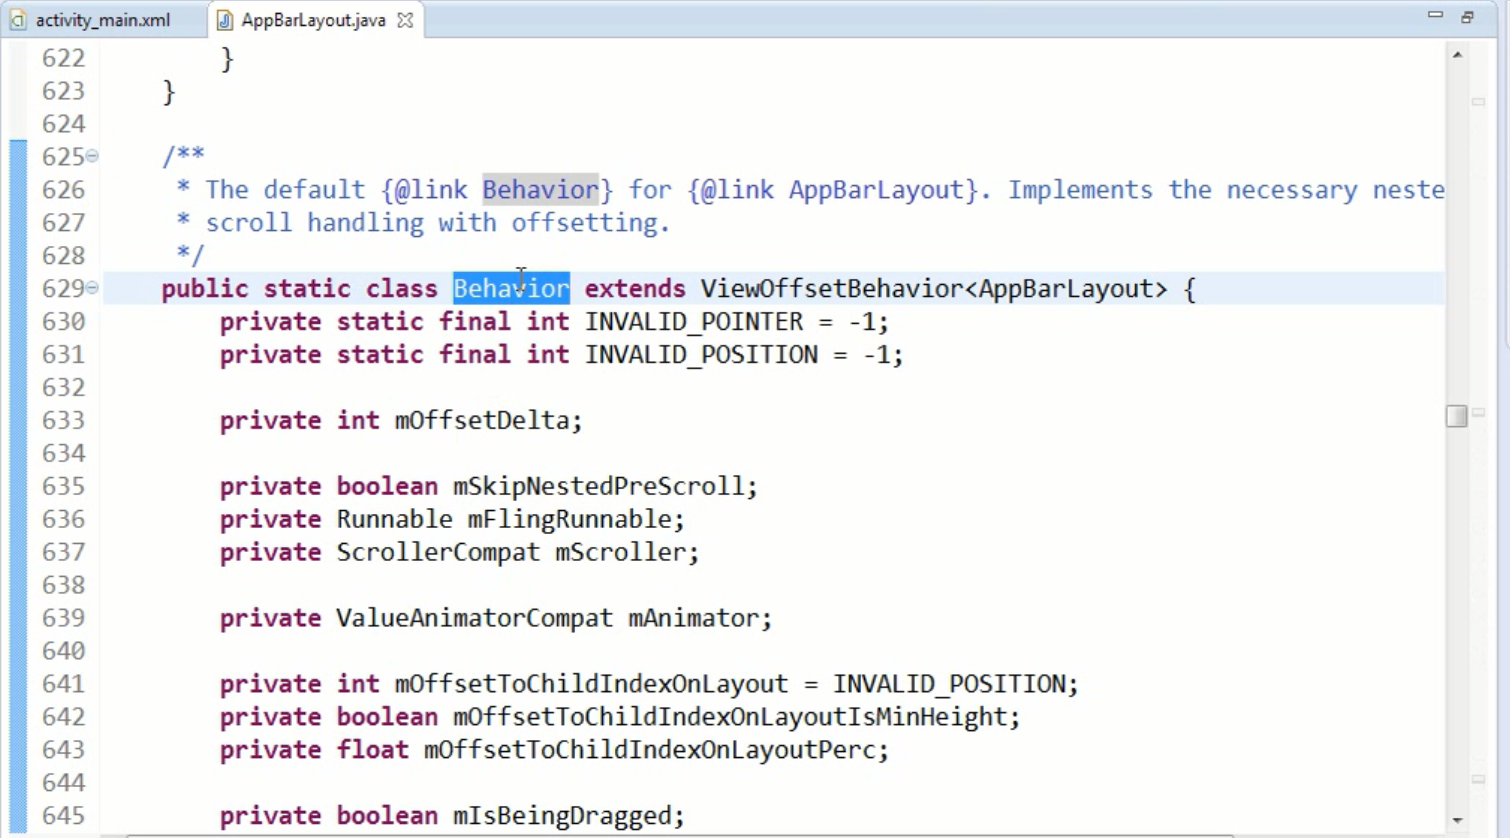 activity_main.xml AppBarLayout.java
622 }
623 }
624
625 /**
626 * The default {@link Behavior} for {@link AppBarLayout}. Implements the necessary neste
627 * scroll handling with offsetting.
628 */
629 public static class Behavior extends ViewOffsetBehavior<AppBarLayout> {
630 private static final int INVALID_POINTER = -1;
631 private static final int INVALID_POSITION = -1;
632
633 private int mOffsetDelta;
634
635 private boolean mSkipNestedPreScroll;
636 private Runnable mFlingRunnable;
637 private ScrollerCompat mScroller;
638
639 private ValueAnimatorCompat mAnimator;
640
641 private int mOffsetToChildIndexOnLayout = INVALID_POSITION;
642 private boolean mOffsetToChildIndexOnLayoutIsMinHeight;
643 private float mOffsetToChildIndexOnLayoutPerc;
644
645 private boolean mIsBeingDragged;